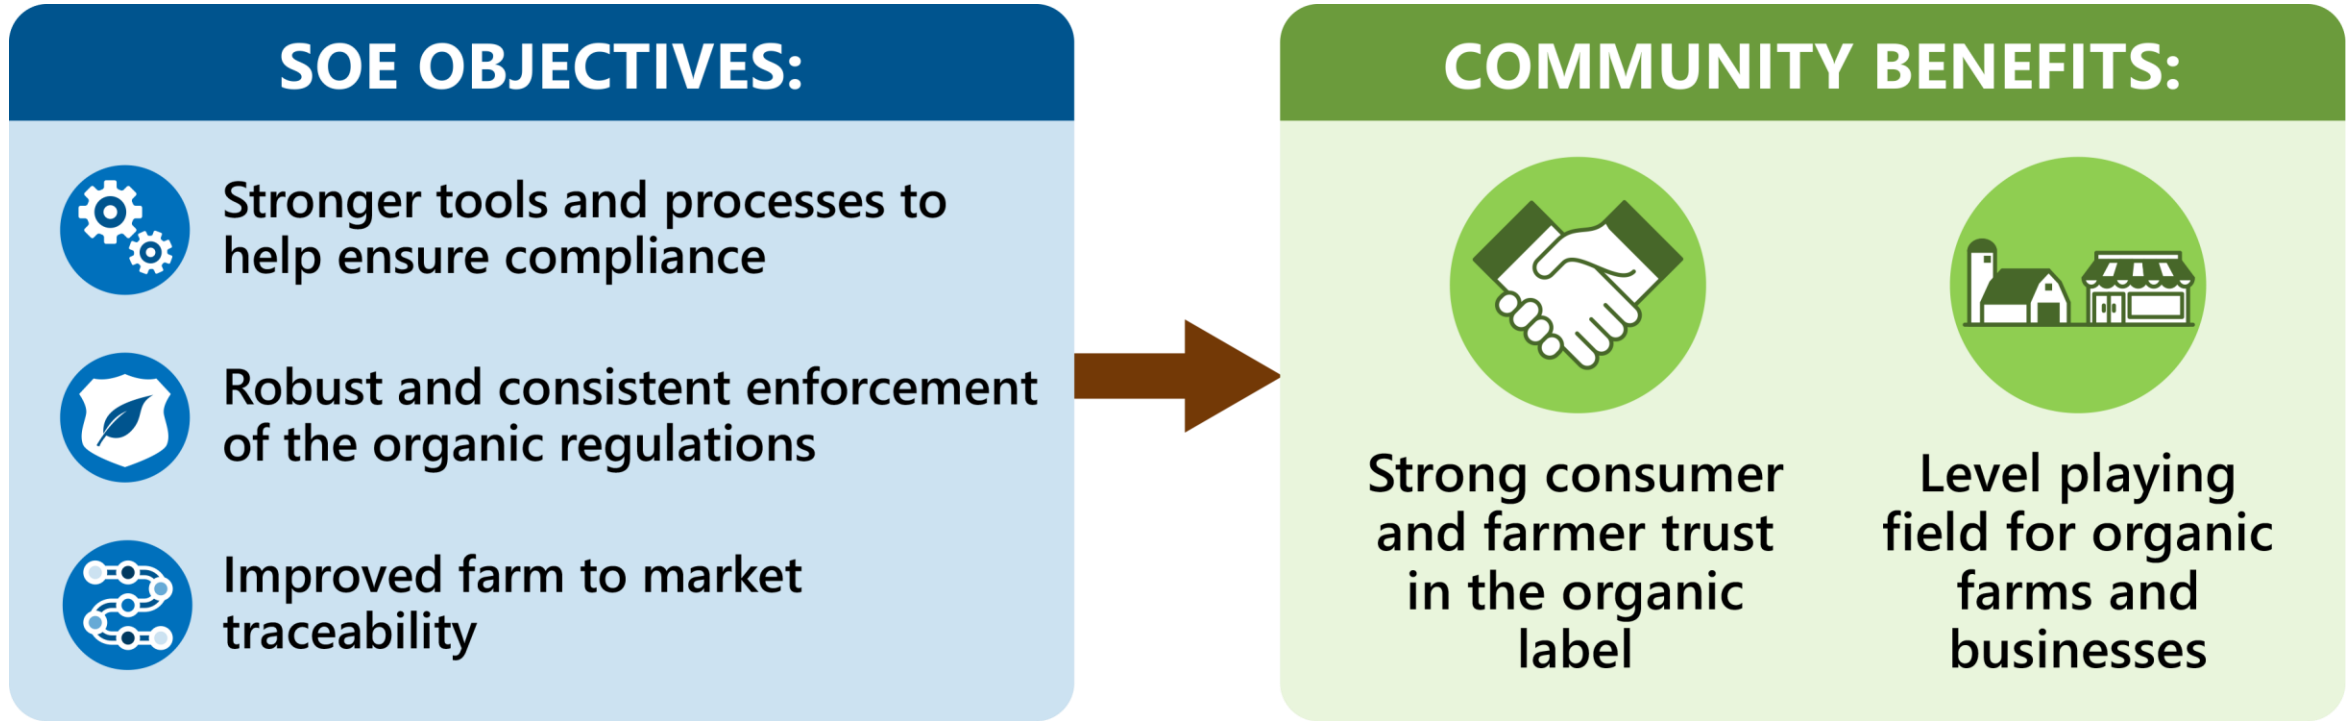 SOE OBJECTIVES:
Stronger tools and processes to
help ensure compliance
Robust and consistent enforcement
of the organic regulations
Improved farm to market
traceability
COMMUNITY BENEFITS:
Strong consumer
and farmer trust
in the organic
label
Level playing
field for organic
farms and
businesses